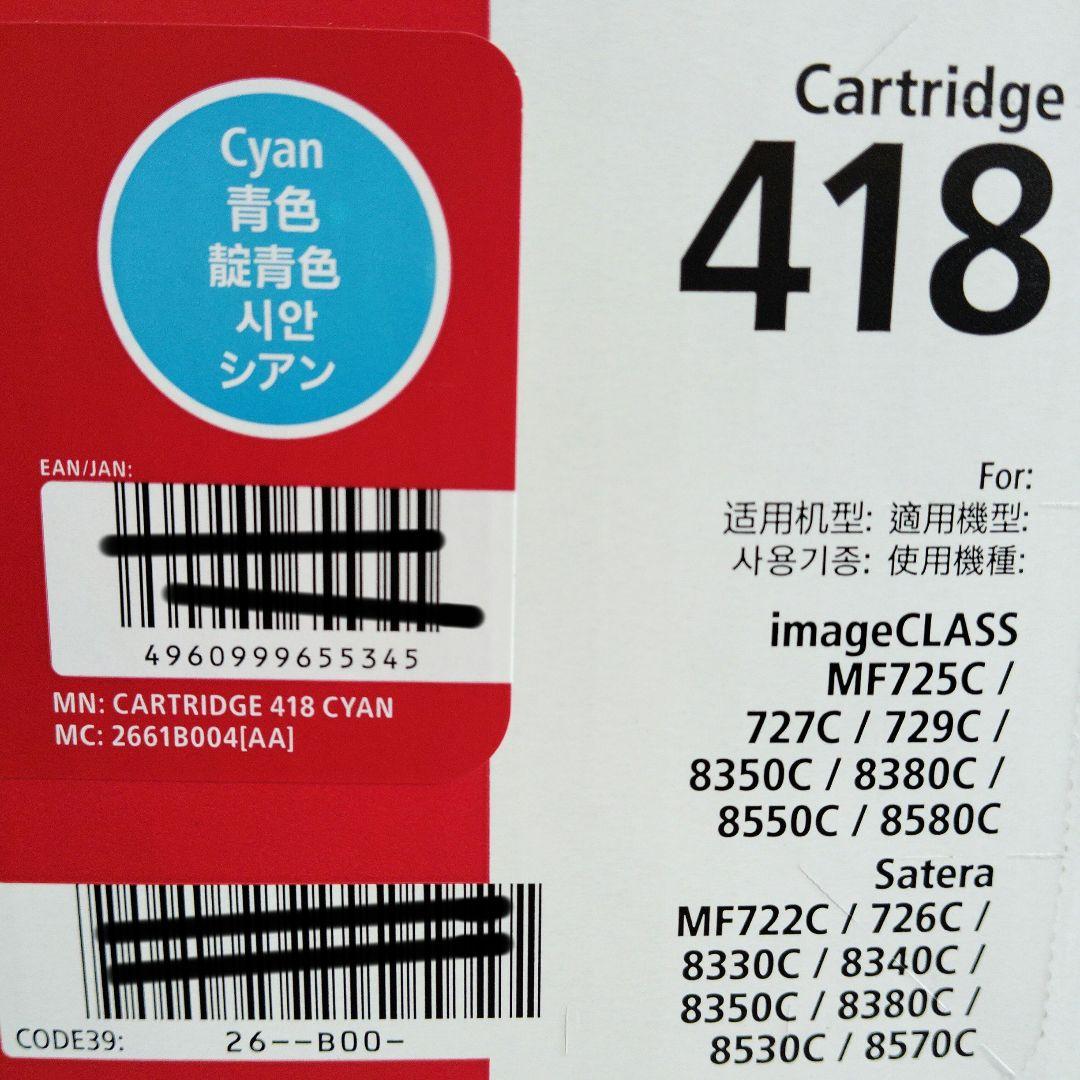 Cyan
青色
靛青色
시안
シアン
EAN/JAN:
4960999655345
MN: CARTRIDGE 418 CYAN
MC: 2661B004[AA]
CODE39: 26--B00-
Cartridge
418
For:
适用机型: 適用機型:
사용기종: 使用機種:
imageCLASS
MF725C /
727C / 729C /
8350C / 8380C /
8550C / 8580C
Satera
MF722C / 726C /
8330C / 8340C /
8350C / 8380C /
8530C / 8570C